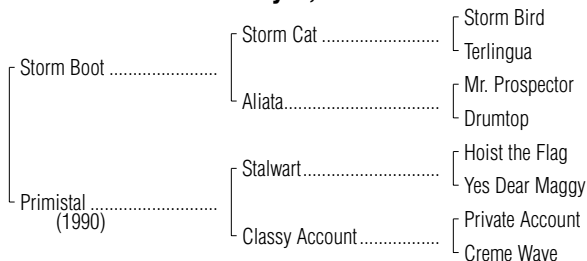 Storm Bird
Storm Cat ..............................
Terlingua
Storm Boot ......................
Mr. Prospector
Aliata.......................................
Drumtop
Hoist the Flag
Stalwart...................................
Yes Dear Maggy
Primistal .........................
(1990)
Private Account
Classy Account....................
Creme Wave